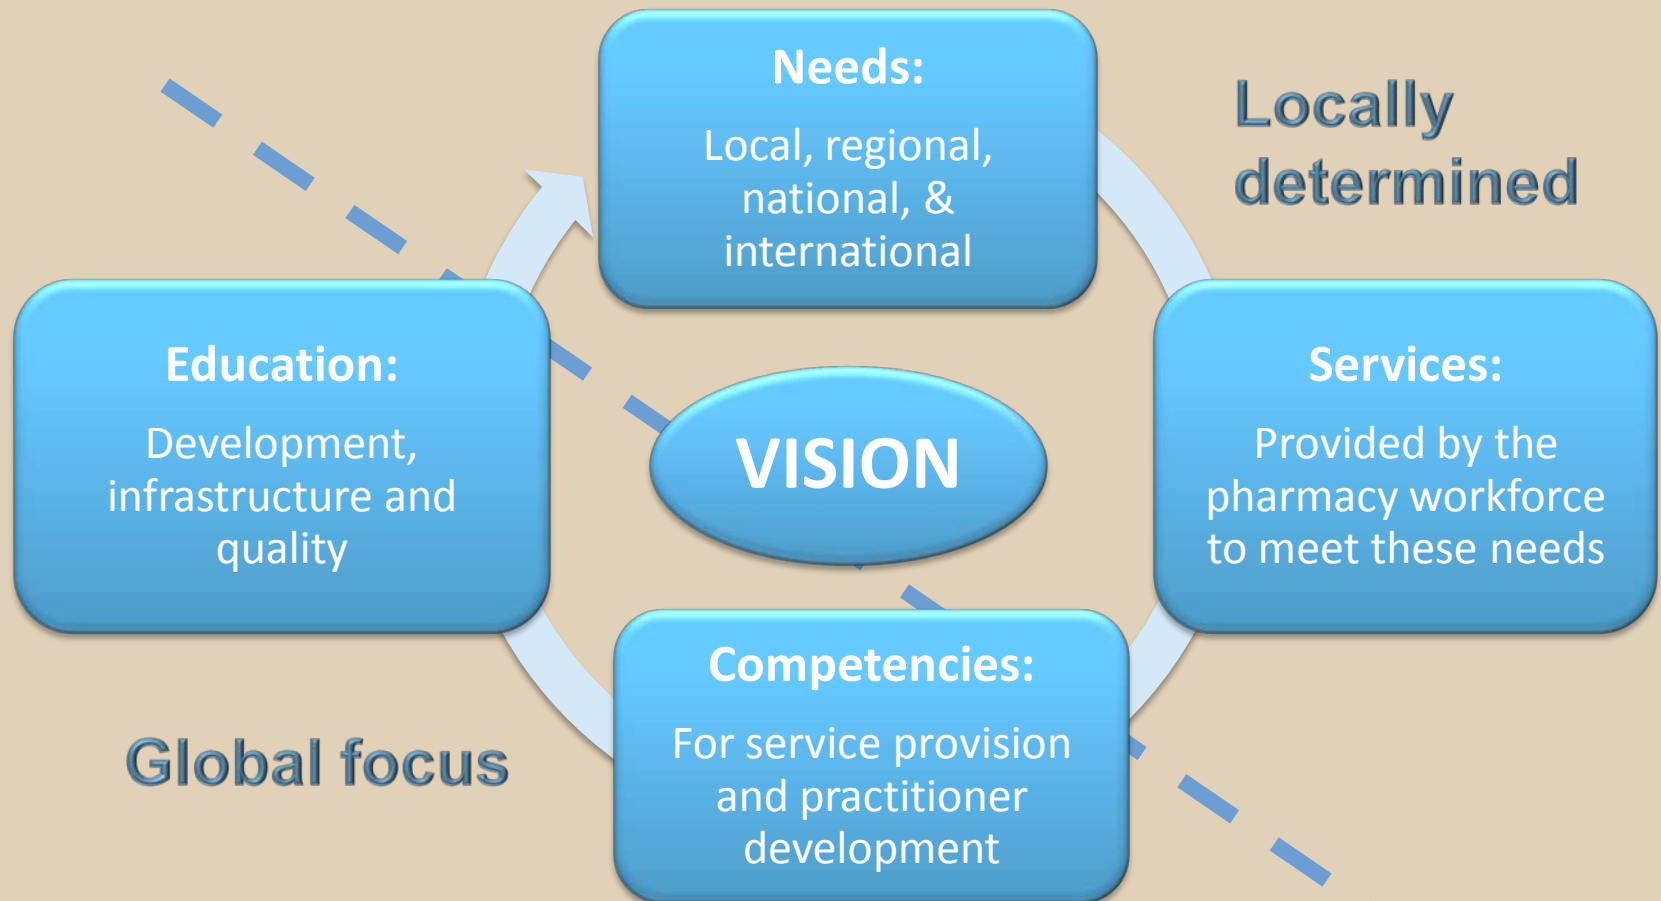 Needs:
Local, regional,
national, &
international
Locally
determined
Education:
Development,
infrastructure and
quality
VISION
Services:
Provided by the
pharmacy workforce
to meet these needs
Competencies:
For service provision
and practitioner
development
Global focus